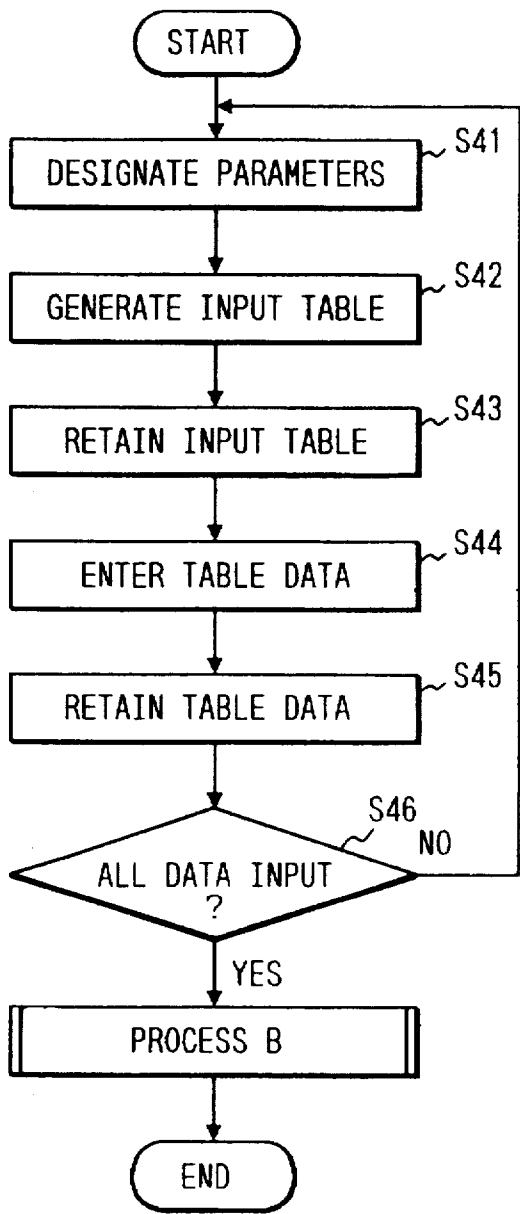 START
S41
DESIGNATE PARAMETERS
S42
GENERATE INPUT TABLE
S43
RETAIN INPUT TABLE
S44
ENTER TABLE DATA
S45
RETAIN TABLE DATA
S46
NO
ALL DATA INPUT
?
YES
PROCESS B
END